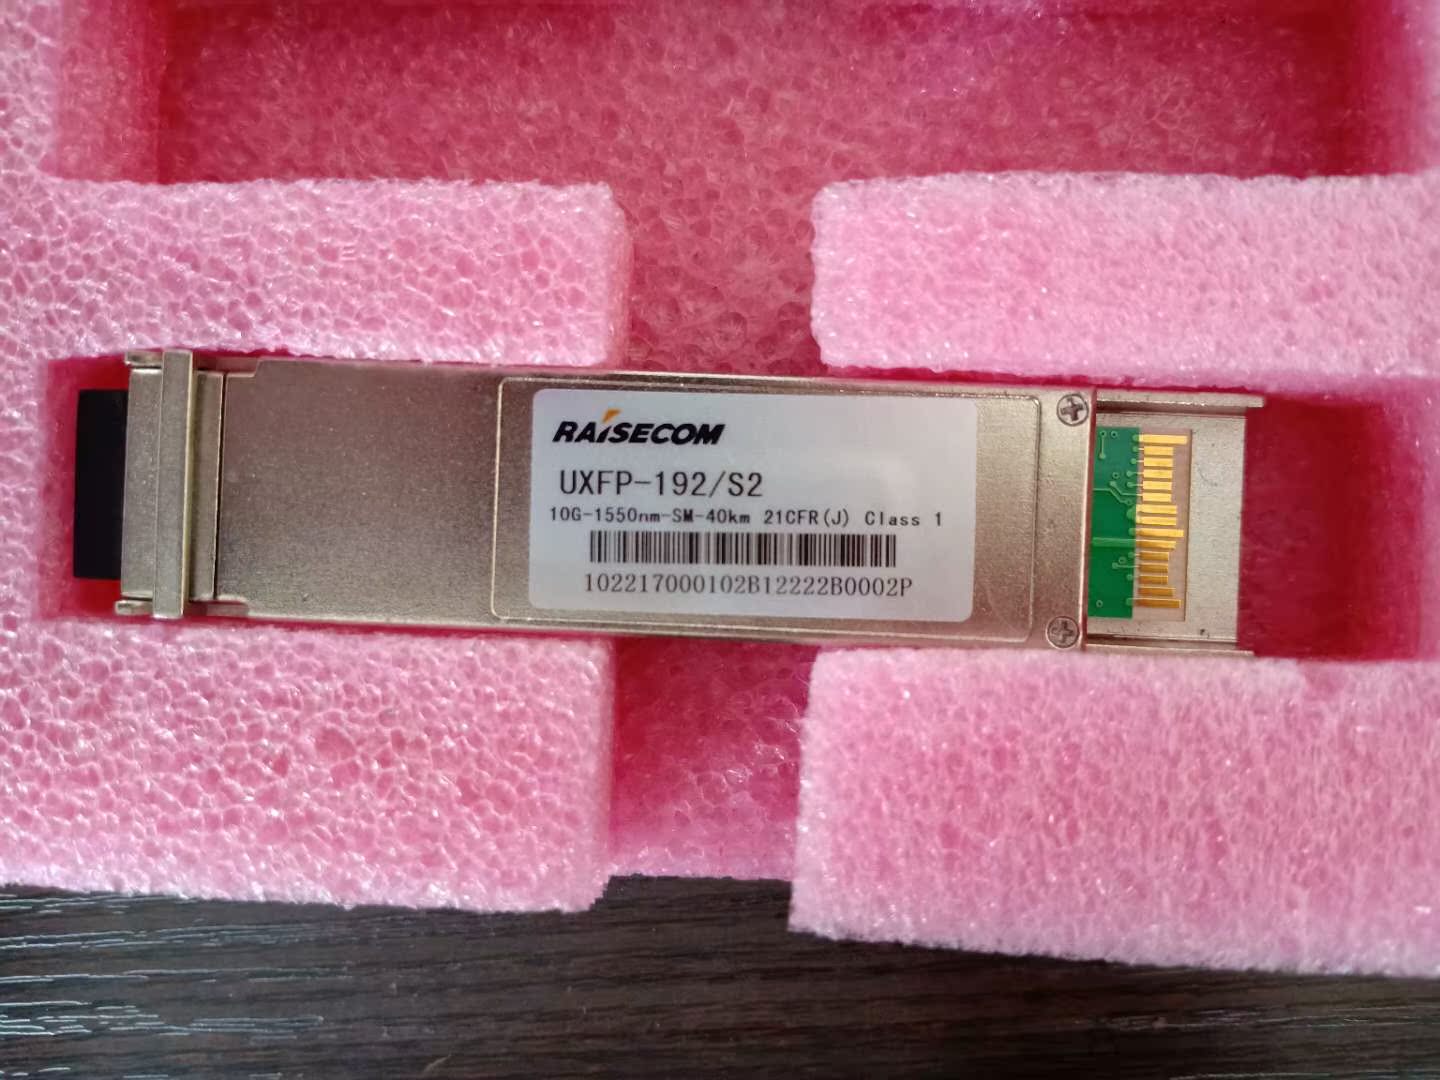 RAISECOM
UXFP-192/S2
10G-1550nm-SM-40km 21CFR(J) Class 1
102217000102B12222B0002P